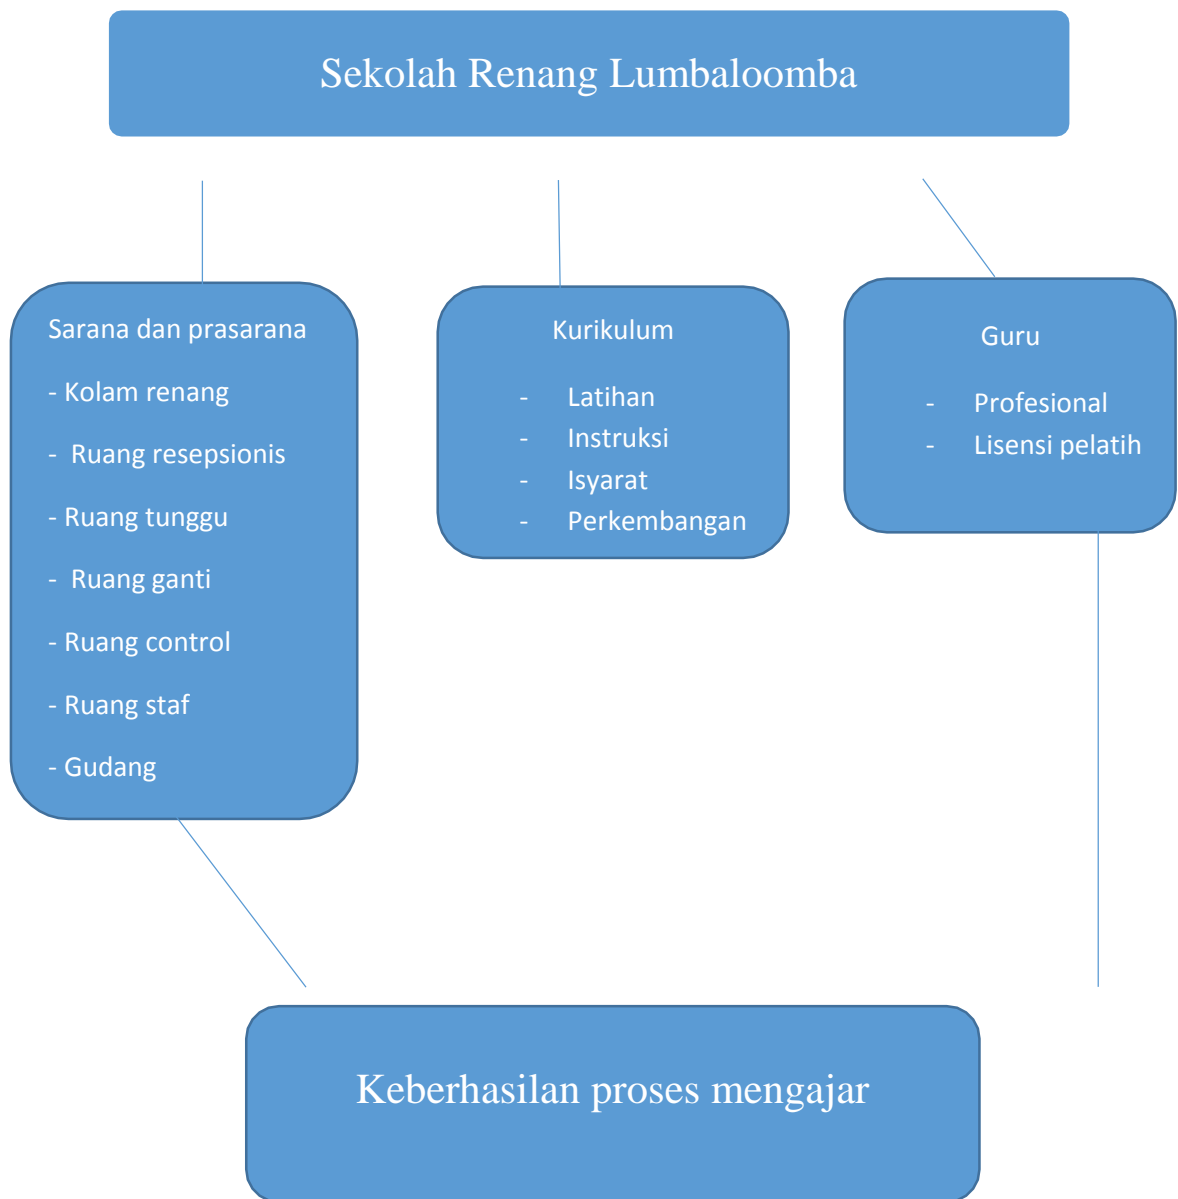 Sekolah Renang Lumbaloomba
Sarana dan prasarana
- Kolam renang
- Ruang resepsionis
- Ruang tunggu
- Ruang ganti
- Ruang control
- Ruang staf
- Gudang
Kurikulum
- Latihan
- Instruksi
- Isyarat
- Perkembangan
Guru
- Profesional
- Lisensi pelatih
Keberhasilan proses mengajar